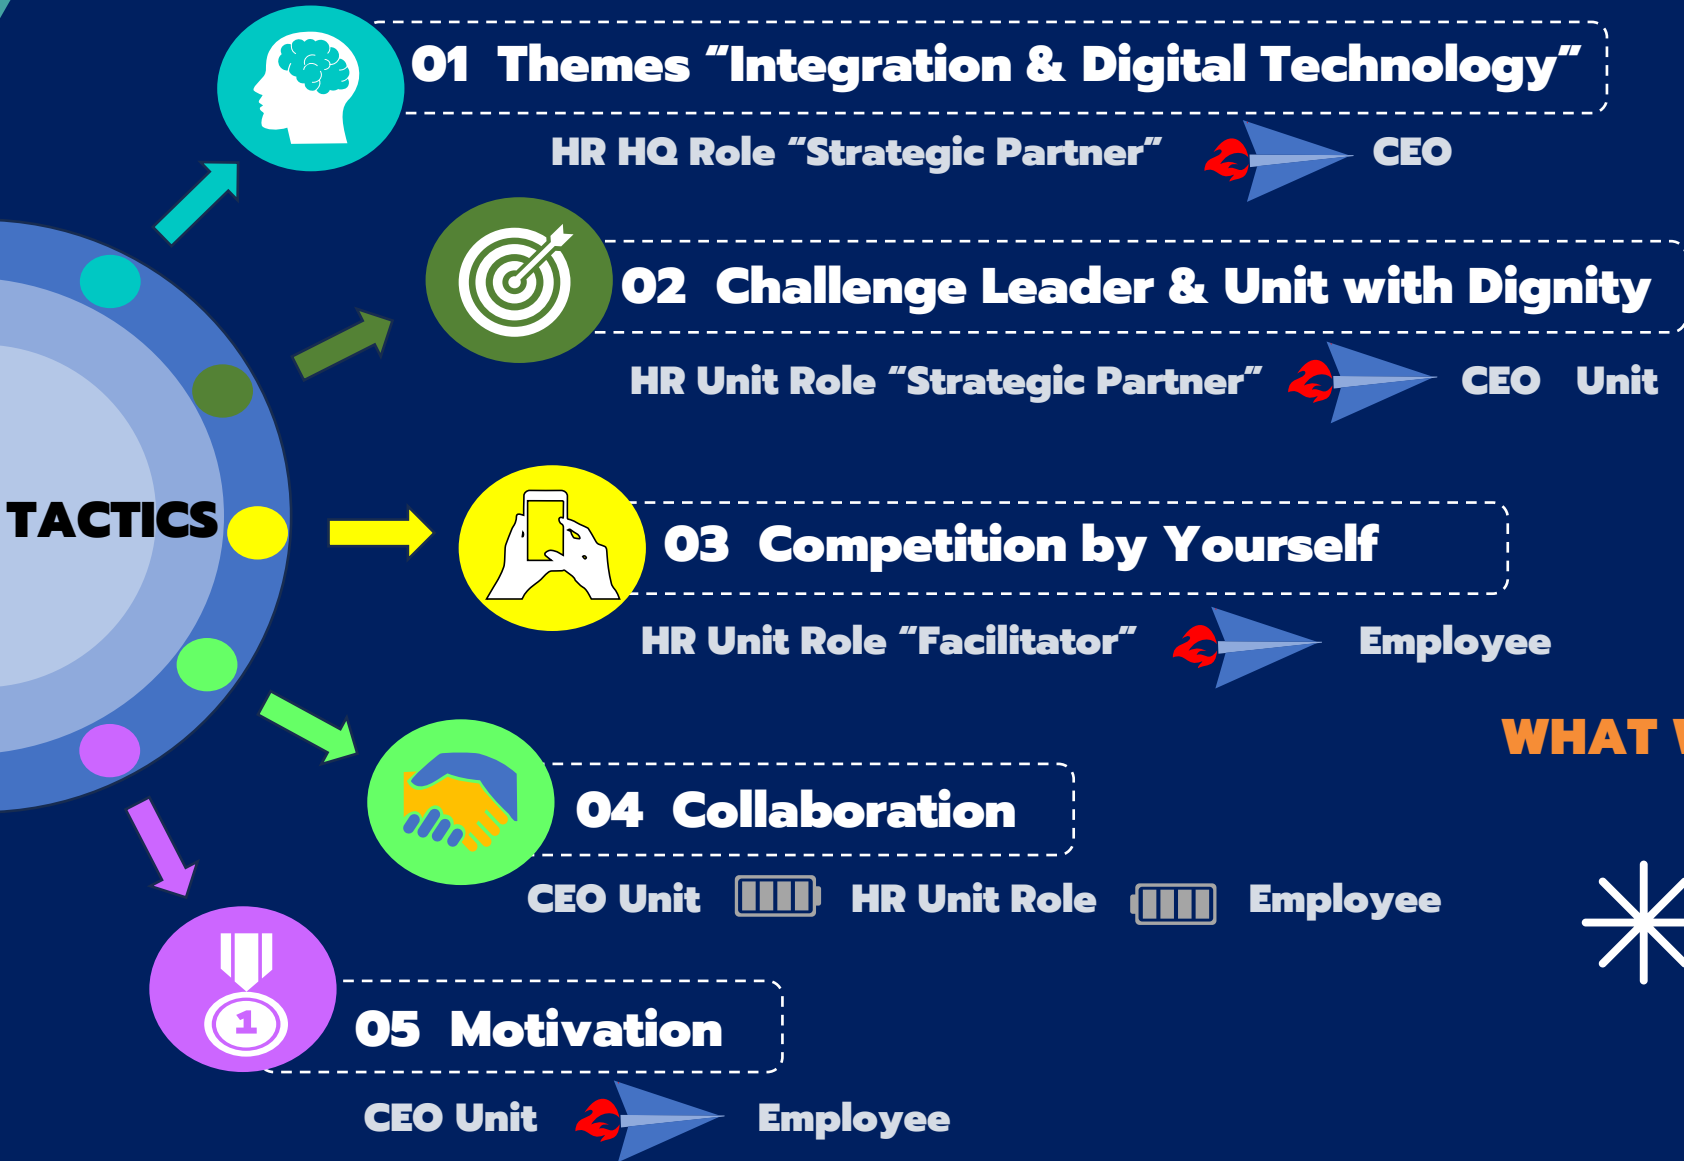 01 Themes “Integration & Digital Technology”
HR HQ Role “Strategic Partner” CEO
02 Challenge Leader & Unit with Dignity
HR Unit Role “Strategic Partner” CEO Unit
TACTICS
03 Competition by Yourself
HR Unit Role “Facilitator” Employee
WHAT
04 Collaboration
CEO Unit HR Unit Role Employee
1
05 Motivation
CEO Unit Employee